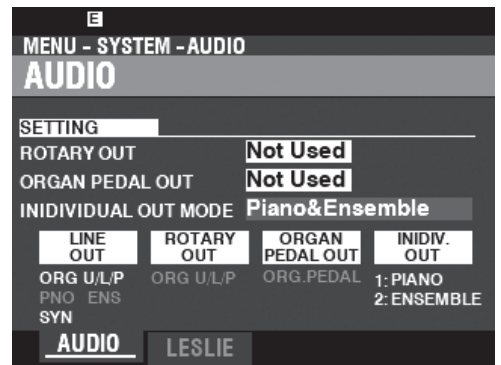 E
MENU - SYSTEM - AUDIO
AUDIO
SETTING
ROTARY OUT Not Used
ORGAN PEDAL OUT Not Used
INIDIVIDUAL OUT MODE Piano&Ensemble
LINE OUT ROTARY OUT ORGAN PEDAL OUT INIDIV. OUT
ORG U/L/P ORG U/L/P ORG.PEDAL 1: PIANO
PNO ENS 2: ENSEMBLE
SYN
AUDIO LESLIE